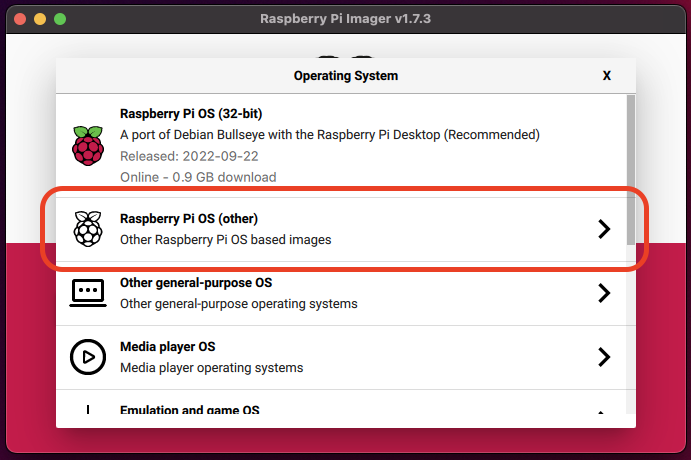 Raspberry Pi Imager v1.7.3
Operating System
X
Raspberry Pi OS (32-bit)
A port of Debian Bullseye with the Raspberry Pi Desktop (Recommended)
Released: 2022-09-22
Online - 0.9 GB download
Raspberry Pi OS (other)
Other Raspberry Pi OS based images
Other general-purpose OS
Other general-purpose operating systems
Media player OS
Media player operating systems
Emulation and game OS